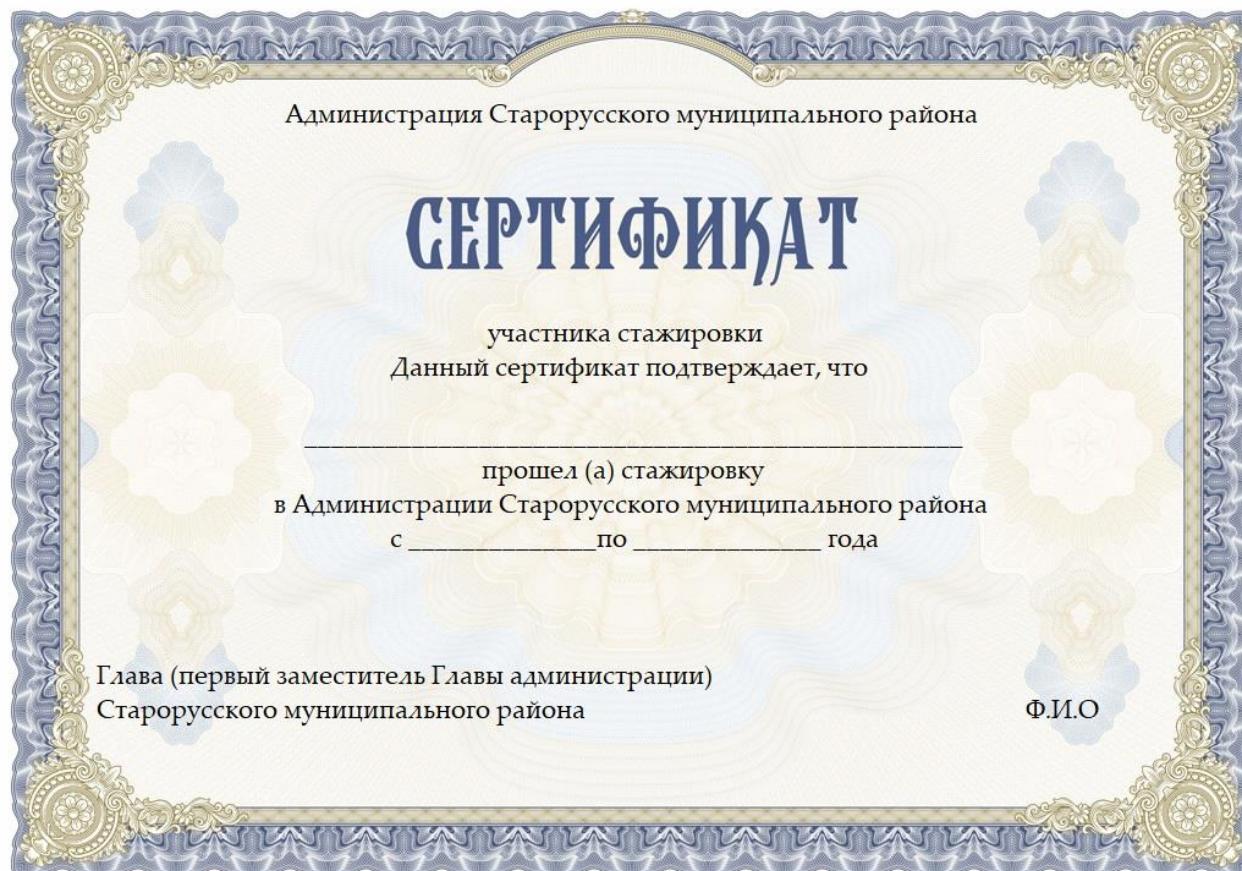 Администрация Старорусского муниципального района
СЕРТИФИКАТ
участника стажировки
Данный сертификат подтверждает, что
_________________________________________________
прошел (а) стажировку
в Администрации Старорусского муниципального района
с ______________по ______________ года
Глава (первый заместитель Главы администрации)
Старорусского муниципального района Ф.И.О